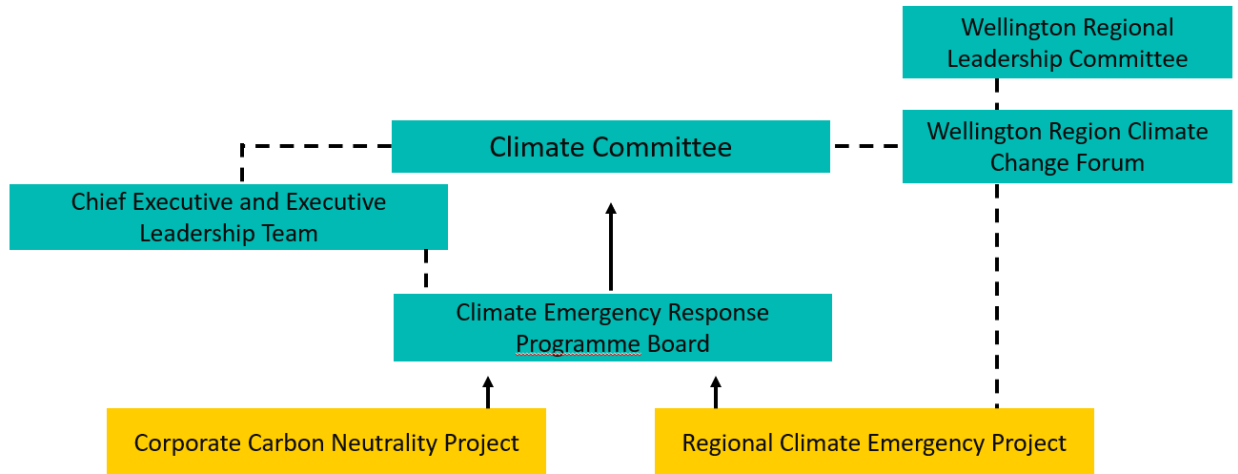 Wellington Regional
Leadership Committee
Climate Committee
Wellington Region Climate
Change Forum
Chief Executive and Executive
Leadership Team
Climate Emergency Response
Programme Board
Corporate Carbon Neutrality Project
Regional Climate Emergency Project